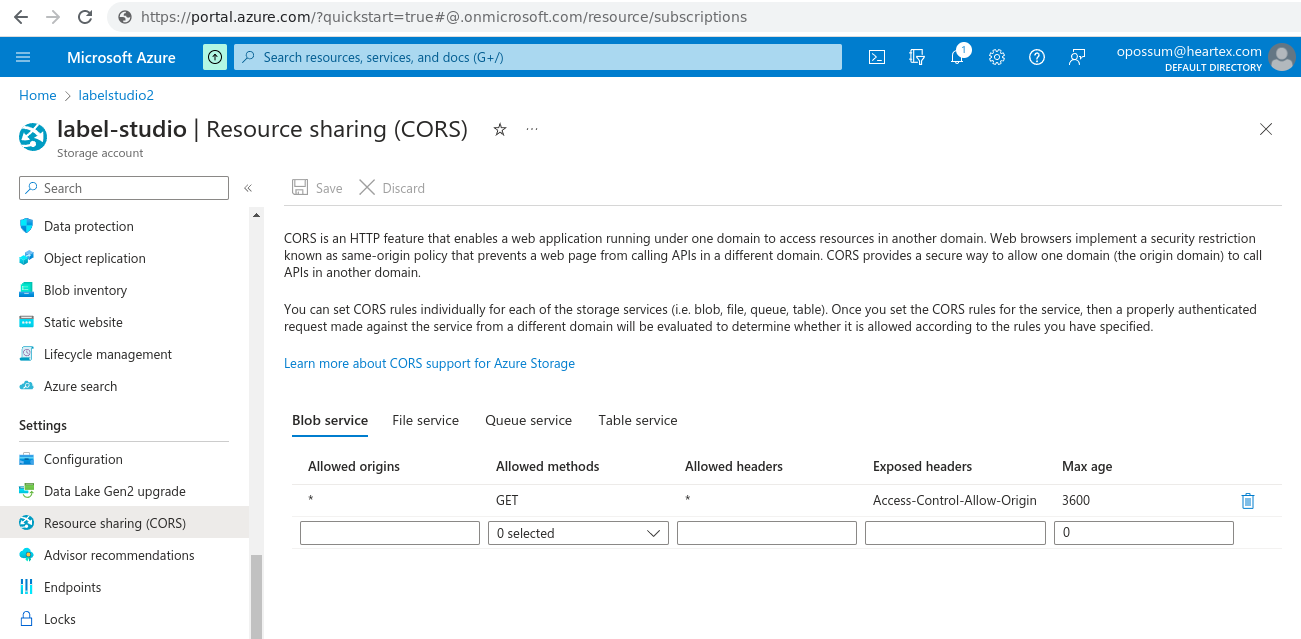 https://portal.azure.com/?quickstart=true#@.onmicrosoft.com/resource/subscriptions
Microsoft Azure
Search resources, services, and docs (G+/)
1
opossum@heartex.com
DEFAULT DIRECTORY
Home > labelstudio2
label-studio | Resource sharing (CORS)
Storage account
Search
«
Save
Discard
Data protection
Object replication
Blob inventory
Static website
Lifecycle management
Azure search
Settings
Configuration
Data Lake Gen2 upgrade
Resource sharing (CORS)
Advisor recommendations
Endpoints
Locks
CORS is an HTTP feature that enables a web application running under one domain to access resources in another domain. Web browsers implement a security restriction
known as same-origin policy that prevents a web page from calling APIs in a different domain. CORS provides a secure way to allow one domain (the origin domain) to call
APIs in another domain.
You can set CORS rules individually for each of the storage services (i.e. blob, file, queue, table). Once you set the CORS rules for the service, then a properly authenticated
request made against the service from a different domain will be evaluated to determine whether it is allowed according to the rules you have specified.
Learn more about CORS support for Azure Storage
Blob service File service Queue service Table service
Allowed origins Allowed methods Allowed headers Exposed headers Max age
* GET * Access-Control-Allow-Origin 3600
0 selected 0